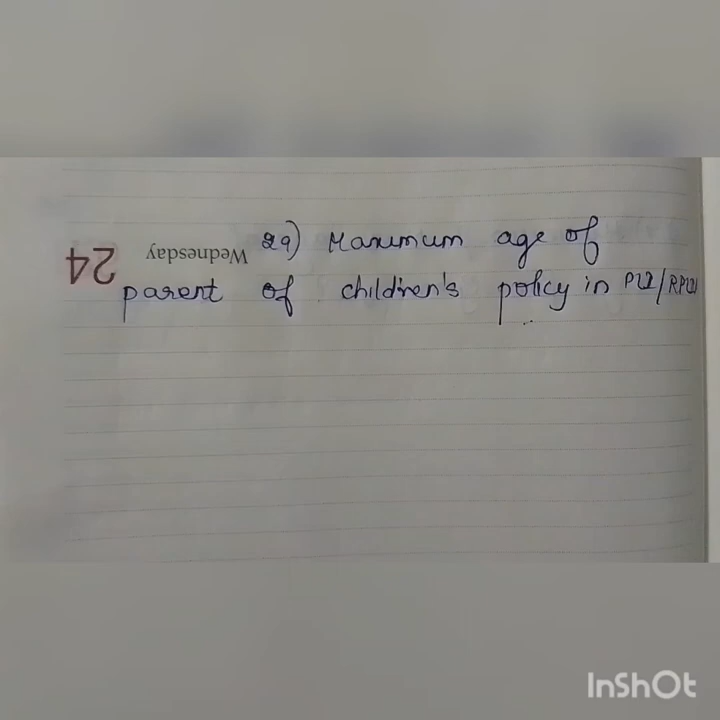 24
Wednesday
29) Maximum age of
parent of children's policy in PLI/RPLI
InShOt